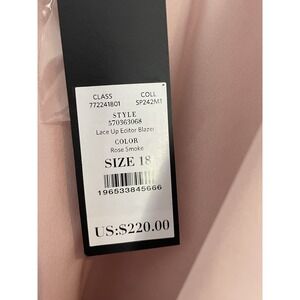 CLASS COLL
772241801 SP242M1
STYLE
570363068
Lace Up Editor Blazer
COLOR
Rose Smoke
SIZE 18
196533845666
US:$220.00